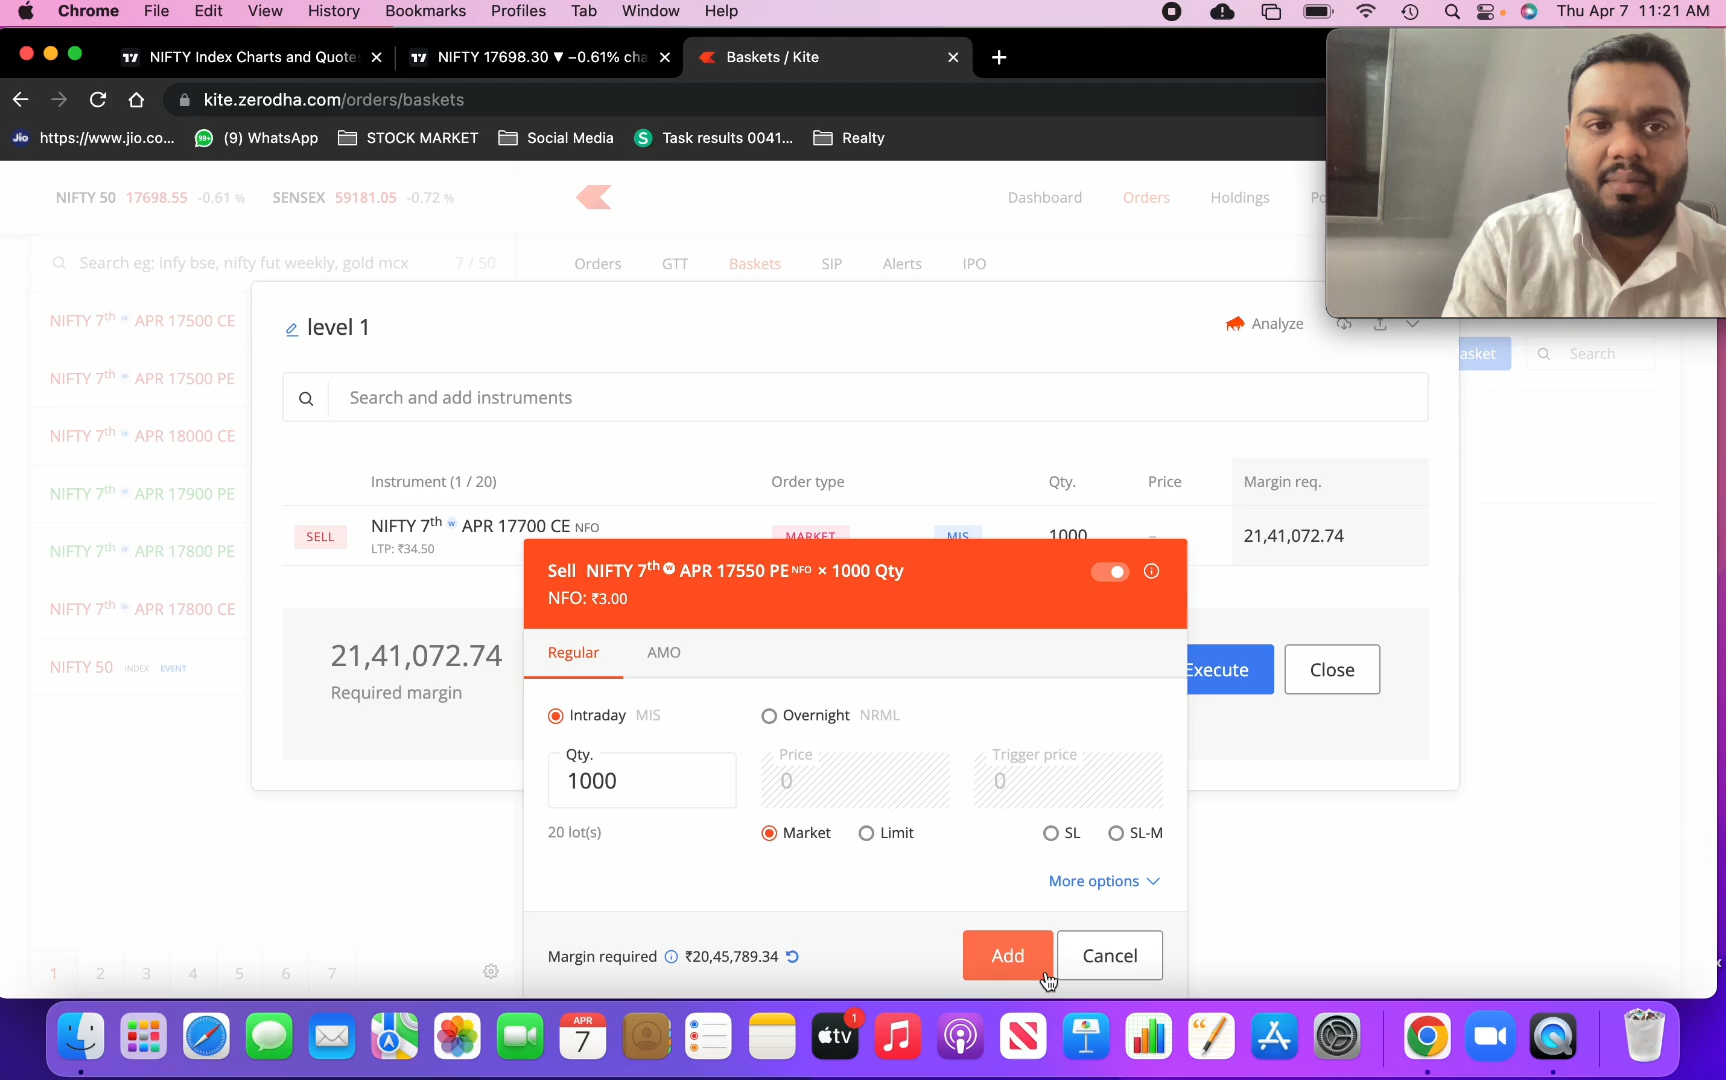 Chrome File Edit View History Bookmarks Profiles Tab Window Help Thu Apr 7 11:21 AM
NIFTY Index Charts and Quote NIFTY 17698.30 ▼ −0.61% cha Baskets / Kite
kite.zerodha.com/orders/baskets
Jio https://www.jio.co... 99+ (9) WhatsApp STOCK MARKET Social Media S Task results 0041... Realty
NIFTY 50 17698.55 -0.61 % SENSEX 59181.05 -0.72 % Dashboard Orders Holdings Po
Search eg: infy bse, nifty fut weekly, gold mcx 7 / 50 Orders GTT Baskets SIP Alerts IPO
NIFTY 7th w APR 17500 CE
NIFTY 7th w APR 17500 PE
NIFTY 7th w APR 18000 CE
NIFTY 7th w APR 17900 PE
NIFTY 7th w APR 17800 PE
NIFTY 7th w APR 17800 CE
NIFTY 50 INDEX EVENT
1 2 3 4 5 6 7
level 1 Analyze
asket Search
Search and add instruments
Instrument (1 / 20) Order type Qty. Price Margin req.
SELL NIFTY 7th w APR 17700 CE NFO MARKET MIS 1000 – 21,41,072.74
LTP: ₹34.50
21,41,072.74
Required margin
Execute Close
Sell NIFTY 7th w APR 17550 PE NFO × 1000 Qty
NFO: ₹3.00
Regular AMO
Intraday MIS Overnight NRML
Qty. Price Trigger price
1000 0 0
20 lot(s) Market Limit SL SL-M
More options
Margin required ₹20,45,789.34 Add Cancel
APR
7
tv 1